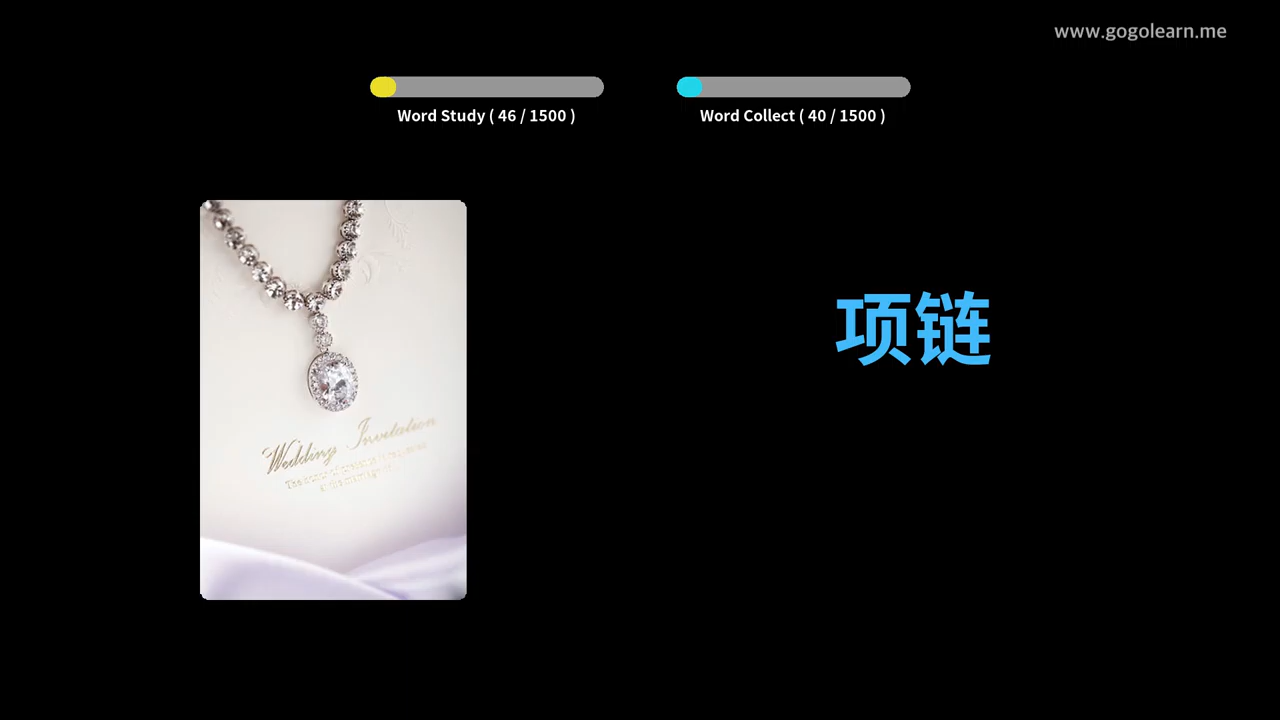 www.gogolearn.me
Word Study ( 46 / 1500 )
Word Collect ( 40 / 1500 )
项链
Wedding Invitation